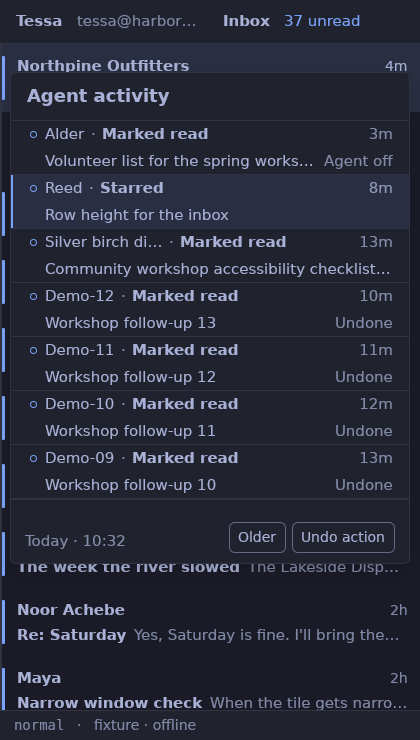 Tessa tessa@harbor… Inbox 37 unread
Northpine Outfitters 4m
Agent activity
Alder · Marked read 3m
Volunteer list for the spring works… Agent off
Reed · Starred 8m
Row height for the inbox
Silver birch di… · Marked read 13m
Community workshop accessibility checklist…
Demo-12 · Marked read 10m
Workshop follow-up 13 Undone
Demo-11 · Marked read 11m
Workshop follow-up 12 Undone
Demo-10 · Marked read 12m
Workshop follow-up 11 Undone
Demo-09 · Marked read 13m
Workshop follow-up 10 Undone
Today · 10:32 Older Undo action
The week the river slowed The Lakeside Disp…
Noor Achebe 2h
Re: Saturday Yes, Saturday is fine. I'll bring the…
Maya 2h
Narrow window check When the tile gets narro…
normal · fixture · offline